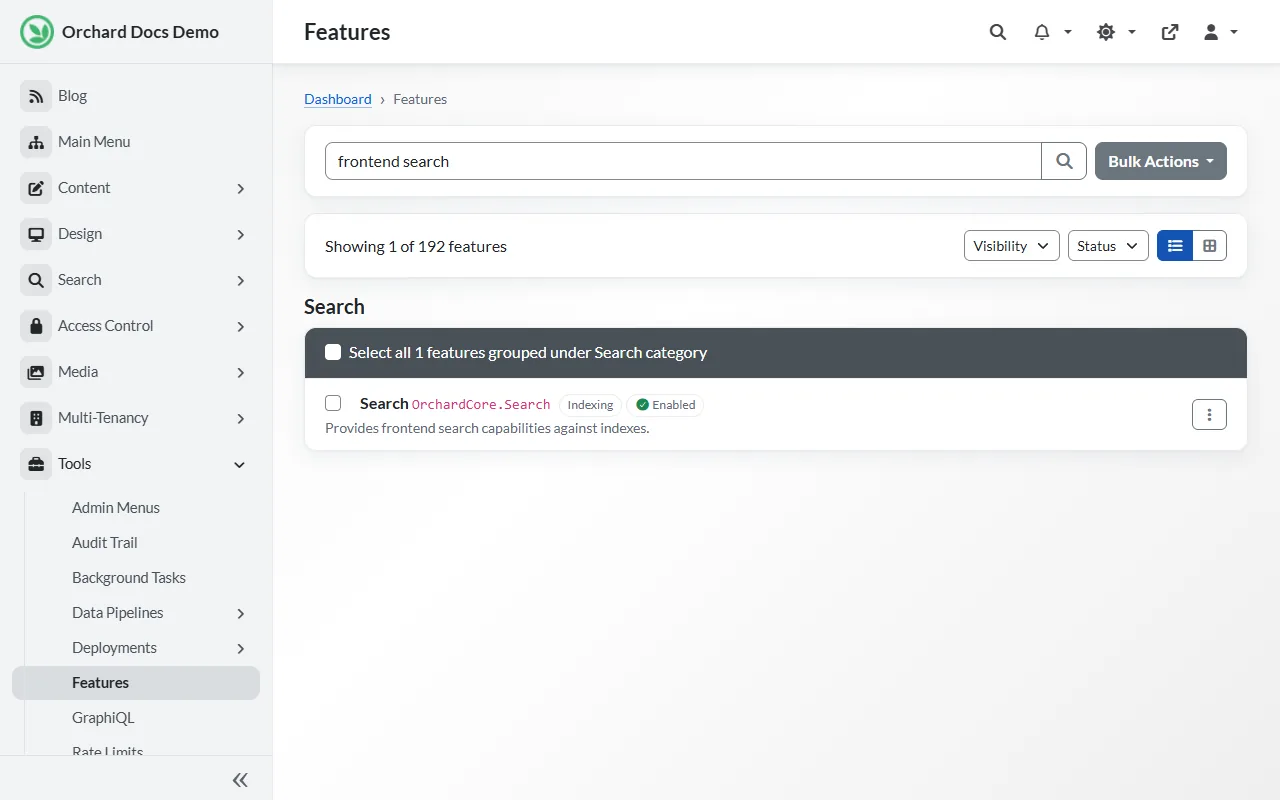 Orchard Docs Demo
Features
Blog
Main Menu
Content
Design
Search
Access Control
Media
Multi-Tenancy
Tools
Admin Menus
Audit Trail
Background Tasks
Data Pipelines
Deployments
Features
GraphiQL
Rate Limits
Dashboard › Features
frontend search
Bulk Actions
Showing 1 of 192 features
Visibility
Status
Search
Select all 1 features grouped under Search category
Search OrchardCore.Search Indexing Enabled
Provides frontend search capabilities against indexes.